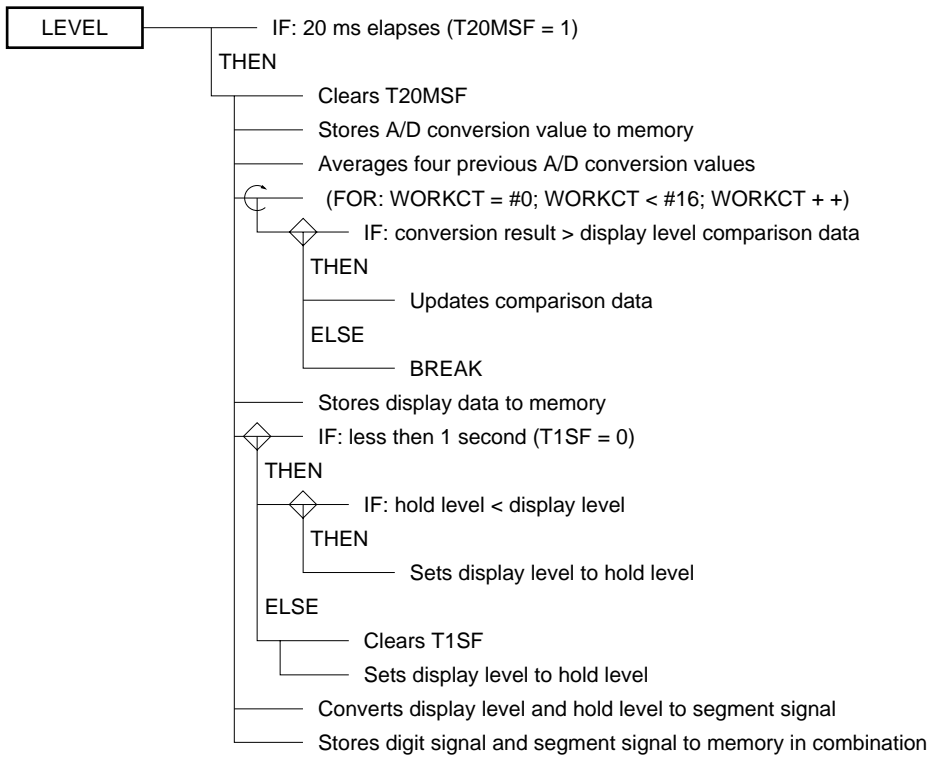 LEVEL
IF: 20 ms elapses (T20MSF = 1)
THEN
Clears T20MSF
Stores A/D conversion value to memory
Averages four previous A/D conversion values
(FOR: WORKCT = #0; WORKCT < #16; WORKCT + +)
IF: conversion result > display level comparison data
THEN
Updates comparison data
ELSE
BREAK
Stores display data to memory
IF: less then 1 second (T1SF = 0)
THEN
IF: hold level < display level
THEN
Sets display level to hold level
ELSE
Clears T1SF
Sets display level to hold level
Converts display level and hold level to segment signal
Stores digit signal and segment signal to memory in combination